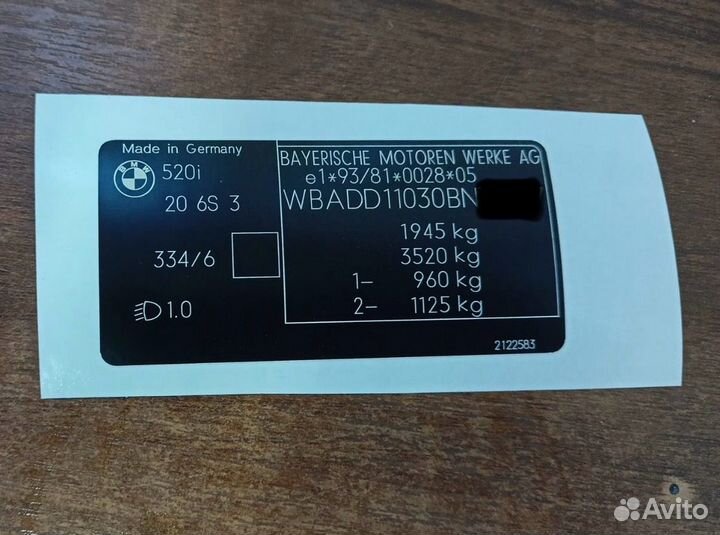 Made in Germany
BMW
520i
20 6S 3
334/6
1.0
BAYERISCHE MOTOREN WERKE AG
e1*93/81*0028*05
WBADD11030BN
1945 kg
3520 kg
1- 960 kg
2- 1125 kg
2122583
Avito